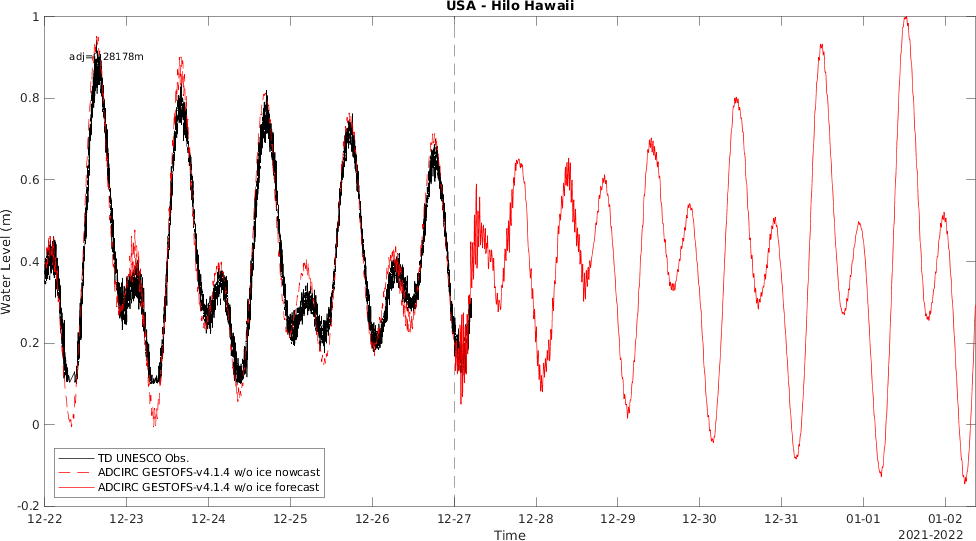 USA - Hilo Hawaii
1
0.8
0.6
0.4
0.2
0
-0.2
Water Level (m)
28178m
TD UNESCO Obs.
ADCIRC GESTOFS-v4.1.4 w/o ice nowcast
ADCIRC GESTOFS-v4.1.4 w/o ice forecast
12-22 12-23 12-24 12-25 12-26 12-27 12-28 12-29 12-30 12-31 01-01 01-02
Time
2021-2022